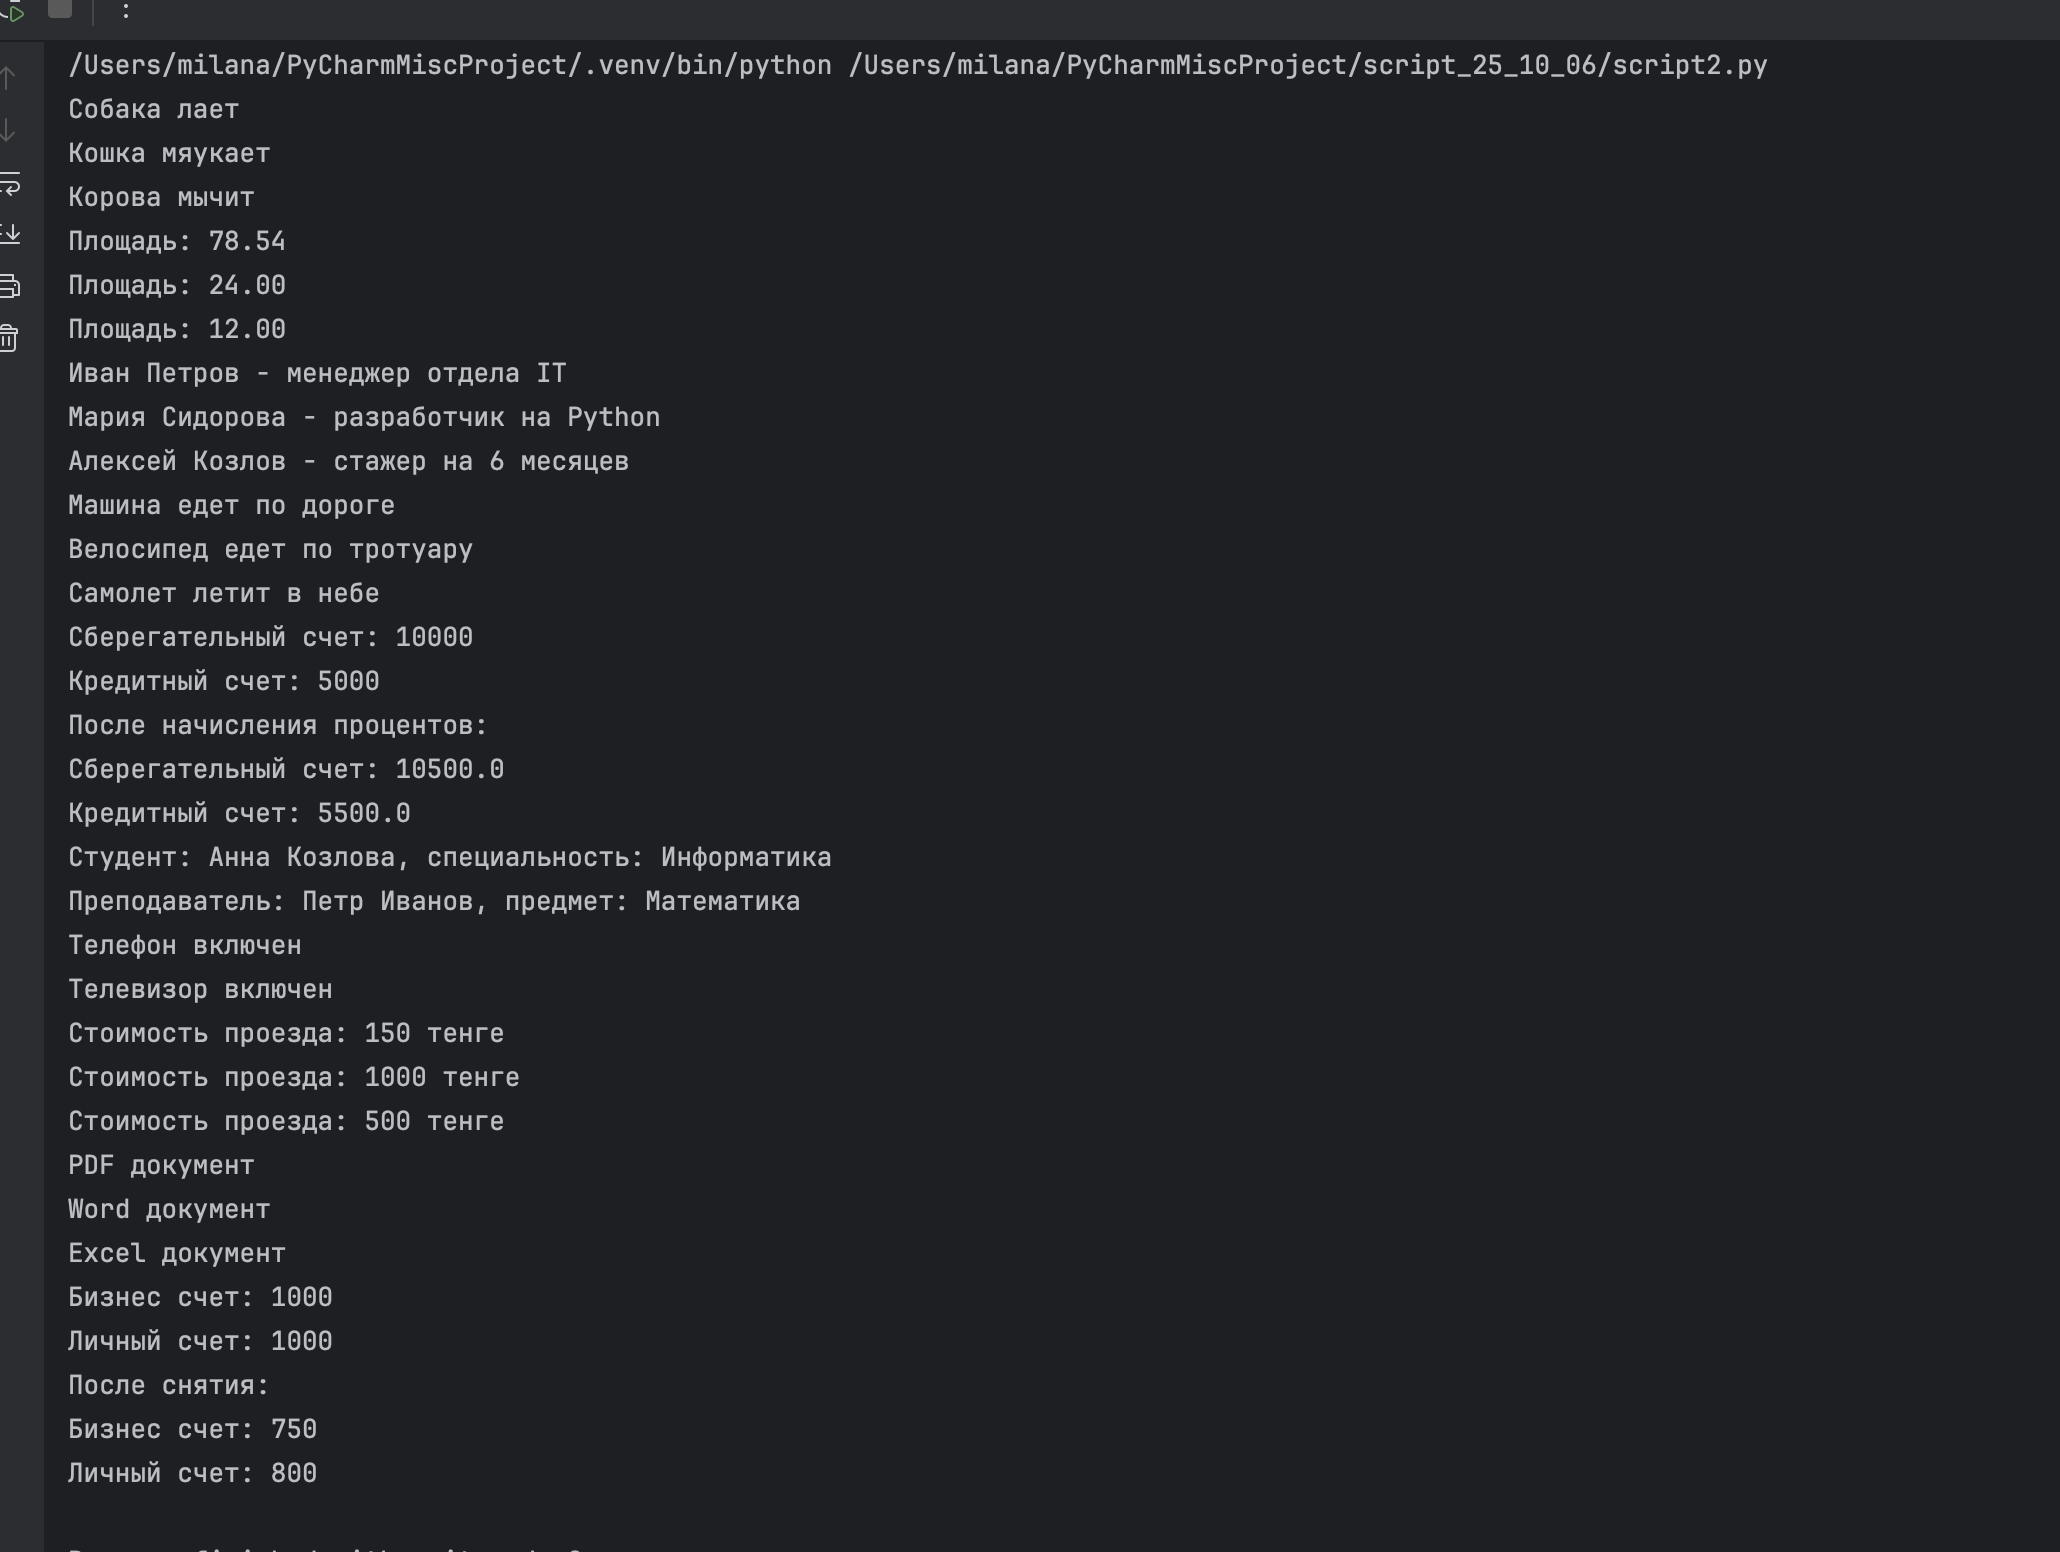 /Users/milana/PyCharmMiscProject/.venv/bin/python /Users/milana/PyCharmMiscProject/script_25_10_06/script2.py
Собака лает
Кошка мяукает
Корова мычит
Площадь: 78.54
Площадь: 24.00
Площадь: 12.00
Иван Петров - менеджер отдела IT
Мария Сидорова - разработчик на Python
Алексей Козлов - стажер на 6 месяцев
Машина едет по дороге
Велосипед едет по тротуару
Самолет летит в небе
Сберегательный счет: 10000
Кредитный счет: 5000
После начисления процентов:
Сберегательный счет: 10500.0
Кредитный счет: 5500.0
Студент: Анна Козлова, специальность: Информатика
Преподаватель: Петр Иванов, предмет: Математика
Телефон включен
Телевизор включен
Стоимость проезда: 150 тенге
Стоимость проезда: 1000 тенге
Стоимость проезда: 500 тенге
PDF документ
Word документ
Excel документ
Бизнес счет: 1000
Личный счет: 1000
После снятия:
Бизнес счет: 750
Личный счет: 800